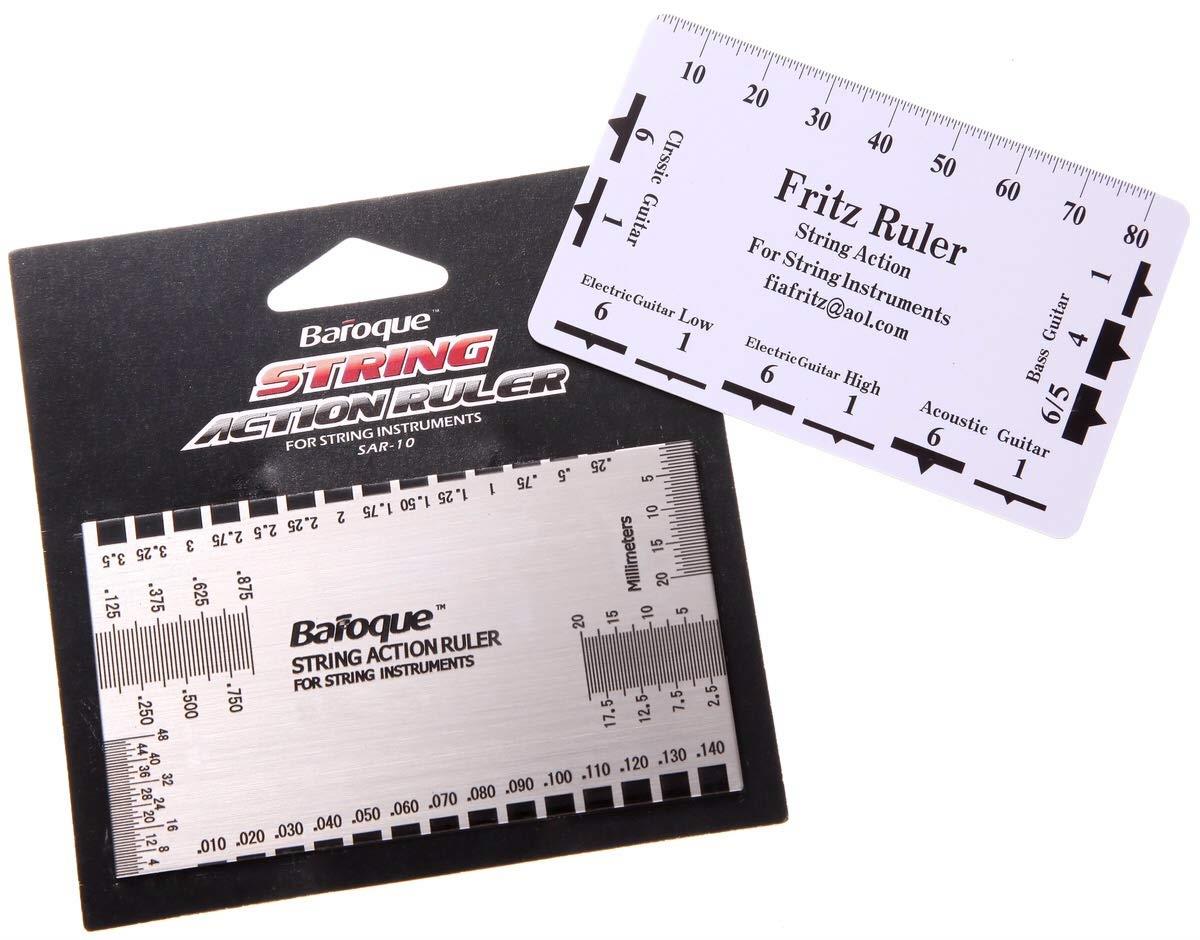 Baroque™
STRING
ACTION RULER
FOR STRING INSTRUMENTS
SAR-10
3.5 3.25 3 2.75 2.5 2.25 2 1.75 1.50 1.25 1 .75 .5 .25
.125 .375 .625 .875
.250 .500 .750
48 44 40 36 32 28 24 20 16 12 8 4
Baroque™
STRING ACTION RULER
FOR STRING INSTRUMENTS
Millimeters
5 10 15 20
20 15 10 5
17.5 12.5 7.5 2.5
.010 .020 .030 .040 .050 .060 .070 .080 .090 .100 .110 .120 .130 .140
10 20 30 40 50 60 70 80
Fritz Ruler
String Action
For String Instruments
fiafritz@aol.com
Clrssic Guitar
6 1
Electric Guitar Low
6 1
Electric Guitar High
6 1
Acoustic Guitar
6 1
Bass Guitar
1 4 6/5